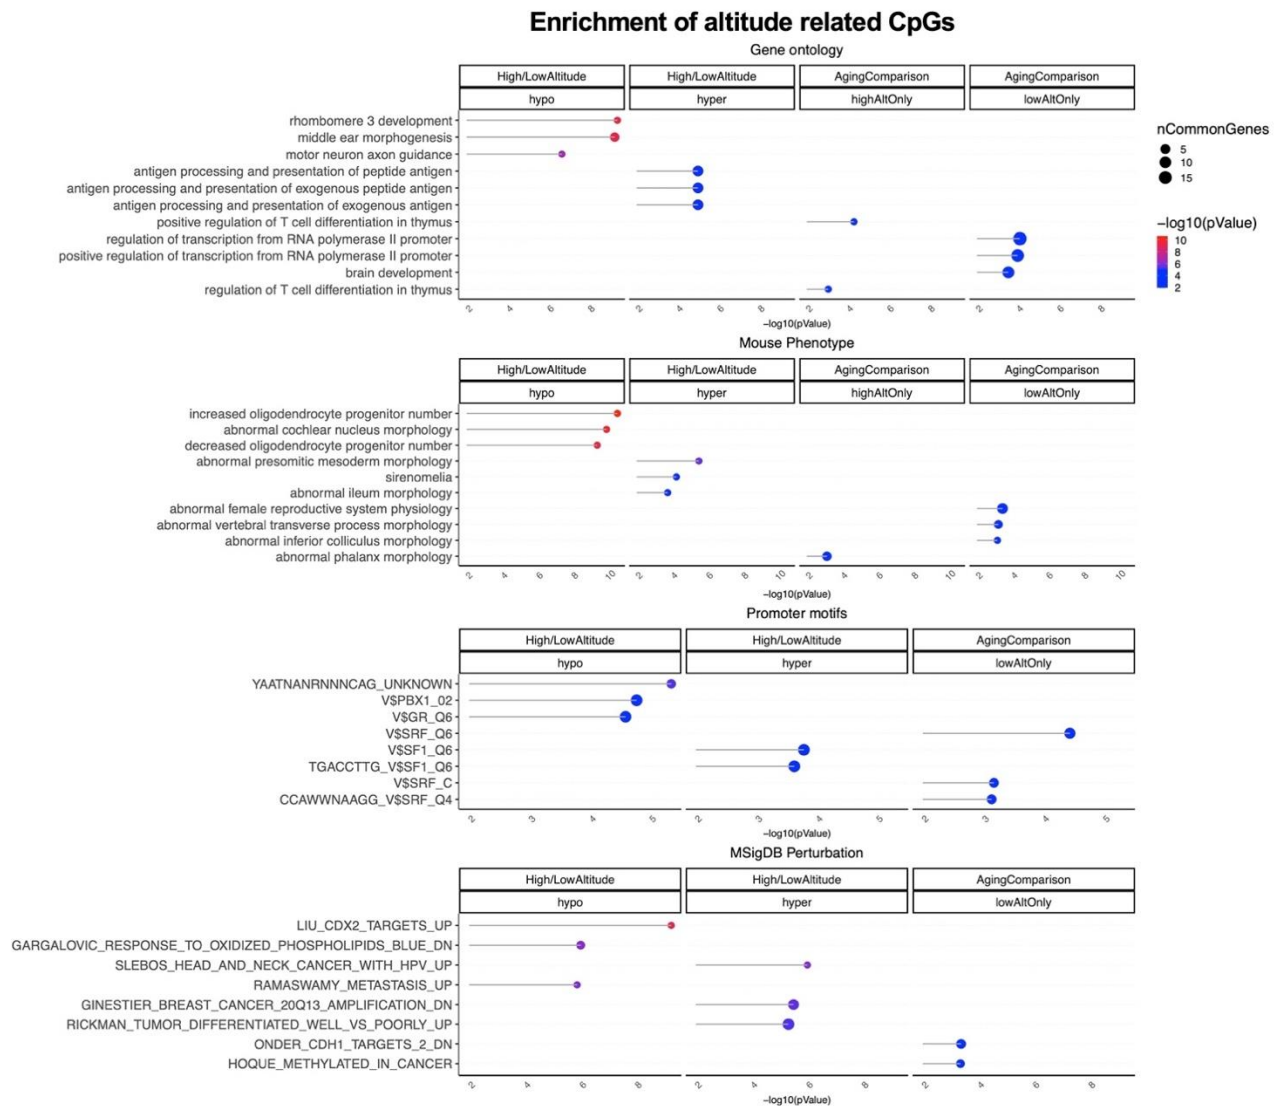 Enrichment of altitude related CpGs
Gene ontology
High/LowAltitude High/LowAltitude AgingComparison AgingComparison
hypo hyper highAltOnly lowAltOnly
rhombomere 3 development
middle ear morphogenesis
motor neuron axon guidance
antigen processing and presentation of peptide antigen
antigen processing and presentation of exogenous peptide antigen
antigen processing and presentation of exogenous antigen
positive regulation of T cell differentiation in thymus
regulation of transcription from RNA polymerase II promoter
positive regulation of transcription from RNA polymerase II promoter
brain development
regulation of T cell differentiation in thymus
2 4 6 8 2 4 6 8 2 4 6 8 2 4 6 8
−log10(pValue)
nCommonGenes
5
10
15
−log10(pValue)
10
8
6
4
2
Mouse Phenotype
High/LowAltitude High/LowAltitude AgingComparison AgingComparison
hypo hyper highAltOnly lowAltOnly
increased oligodendrocyte progenitor number
abnormal cochlear nucleus morphology
decreased oligodendrocyte progenitor number
abnormal presomitic mesoderm morphology
sirenomelia
abnormal ileum morphology
abnormal female reproductive system physiology
abnormal vertebral transverse process morphology
abnormal inferior colliculus morphology
abnormal phalanx morphology
2 4 6 8 10 2 4 6 8 10 2 4 6 8 10 2 4 6 8 10
−log10(pValue)
Promoter motifs
High/LowAltitude High/LowAltitude AgingComparison
hypo hyper lowAltOnly
YAATNANRNNNCAG_UNKNOWN
V$PBX1_02
V$GR_Q6
V$SRF_Q6
V$SF1_Q6
TGACCTTG_V$SF1_Q6
V$SRF_C
CCAWWNAAGG_V$SRF_Q4
2 3 4 5 2 3 4 5 2 3 4 5
−log10(pValue)
MSigDB Perturbation
High/LowAltitude High/LowAltitude AgingComparison
hypo hyper lowAltOnly
LIU_CDX2_TARGETS_UP
GARGALOVIC_RESPONSE_TO_OXIDIZED_PHOSPHOLIPIDS_BLUE_DN
SLEBOS_HEAD_AND_NECK_CANCER_WITH_HPV_UP
RAMASWAMY_METASTASIS_UP
GINESTIER_BREAST_CANCER_20Q13_AMPLIFICATION_DN
RICKMAN_TUMOR_DIFFERENTIATED_WELL_VS_POORLY_UP
ONDER_CDH1_TARGETS_2_DN
HOQUE_METHYLATED_IN_CANCER
2 4 6 8 2 4 6 8 2 4 6 8
−log10(pValue)